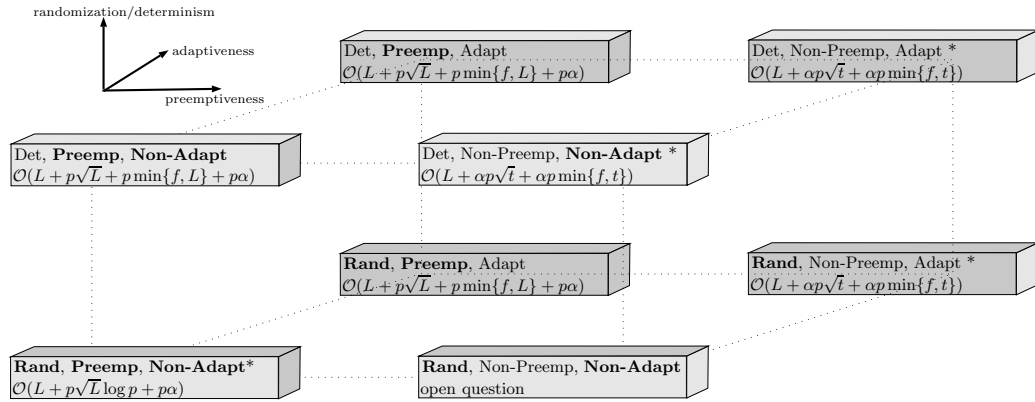 randomization/determinism
adaptiveness
preemptiveness
Det, Preemp, Adapt
O(L + p√L + p min{f, L} + pα)
Det, Non-Preemp, Adapt *
O(L + αp√t + αp min{f, t})
Det, Preemp, Non-Adapt
O(L + p√L + p min{f, L} + pα)
Det, Non-Preemp, Non-Adapt *
O(L + αp√t + αp min{f, t})
Rand, Preemp, Adapt
O(L + p√L + p min{f, L} + pα)
Rand, Non-Preemp, Adapt *
O(L + αp√t + αp min{f, t})
Rand, Preemp, Non-Adapt*
O(L + p√L log p + pα)
Rand, Non-Preemp, Non-Adapt
open question